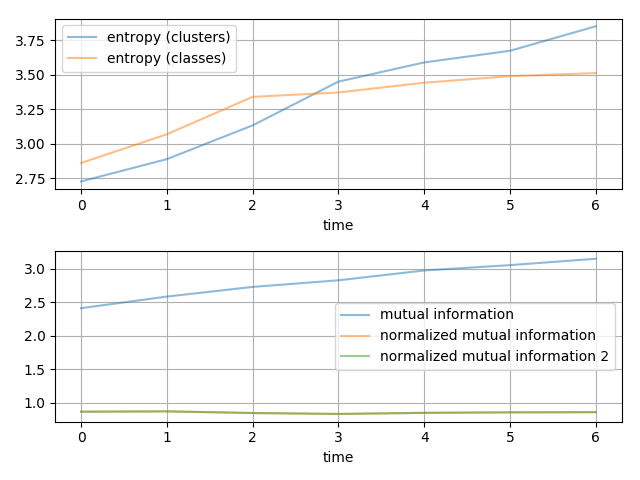 entropy (clusters)
entropy (classes)
3.75
3.50
3.25
3.00
2.75
0 1 2 3 4 5 6
time
mutual information
normalized mutual information
normalized mutual information 2
3.0
2.5
2.0
1.5
1.0
0 1 2 3 4 5 6
time